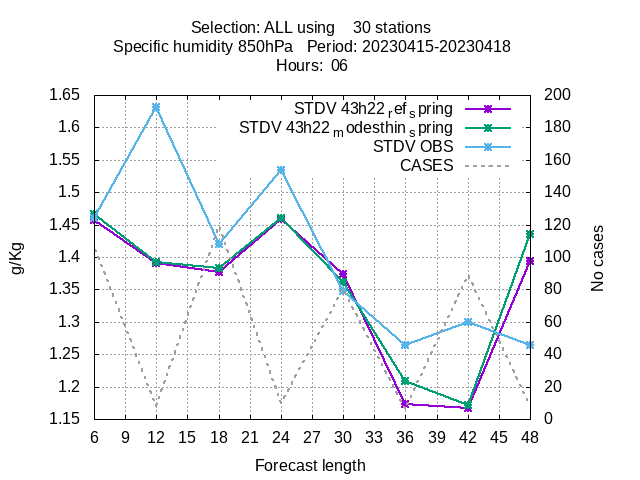 Selection: ALL using    30 stations
Specific humidity 850hPa   Period: 20230415-20230418
Hours:  06
STDV 43h22 ref spring
STDV 43h22 modesthin spring
STDV OBS
CASES
1.65
1.6
1.55
1.5
1.45
1.4
1.35
1.3
1.25
1.2
1.15
200
180
160
140
120
100
80
60
40
20
0
g/Kg
No cases
6 9 12 15 18 21 24 27 30 33 36 39 42 45 48
Forecast length